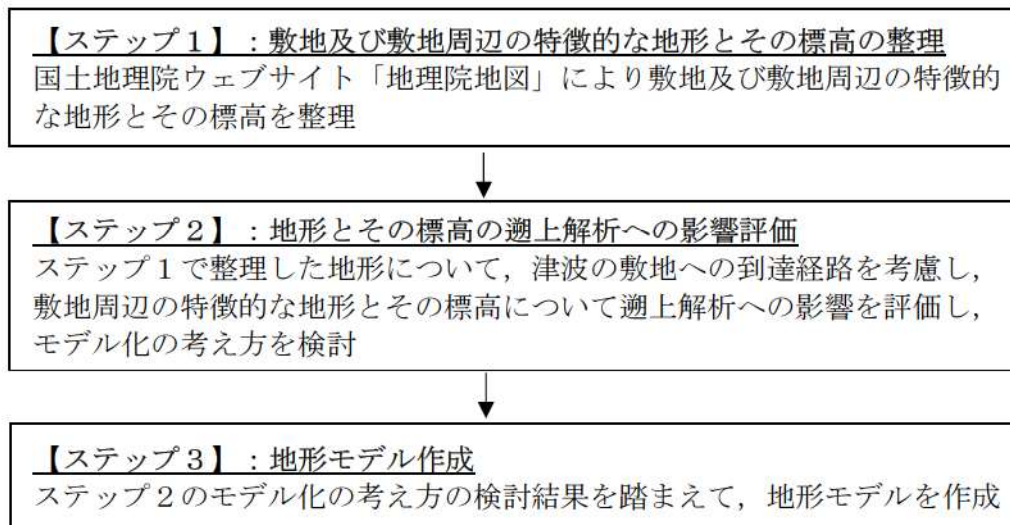 【ステップ１】：敷地及び敷地周辺の特徴的な地形とその標高の整理
国土地理院ウェブサイト「地理院地図」により敷地及び敷地周辺の特徴的
な地形とその標高を整理
【ステップ２】：地形とその標高の遡上解析への影響評価
ステップ１で整理した地形について，津波の敷地への到達経路を考慮し，
敷地周辺の特徴的な地形とその標高について遡上解析への影響を評価し，
モデル化の考え方を検討
【ステップ３】：地形モデル作成
ステップ２のモデル化の考え方の検討結果を踏まえて，地形モデルを作成